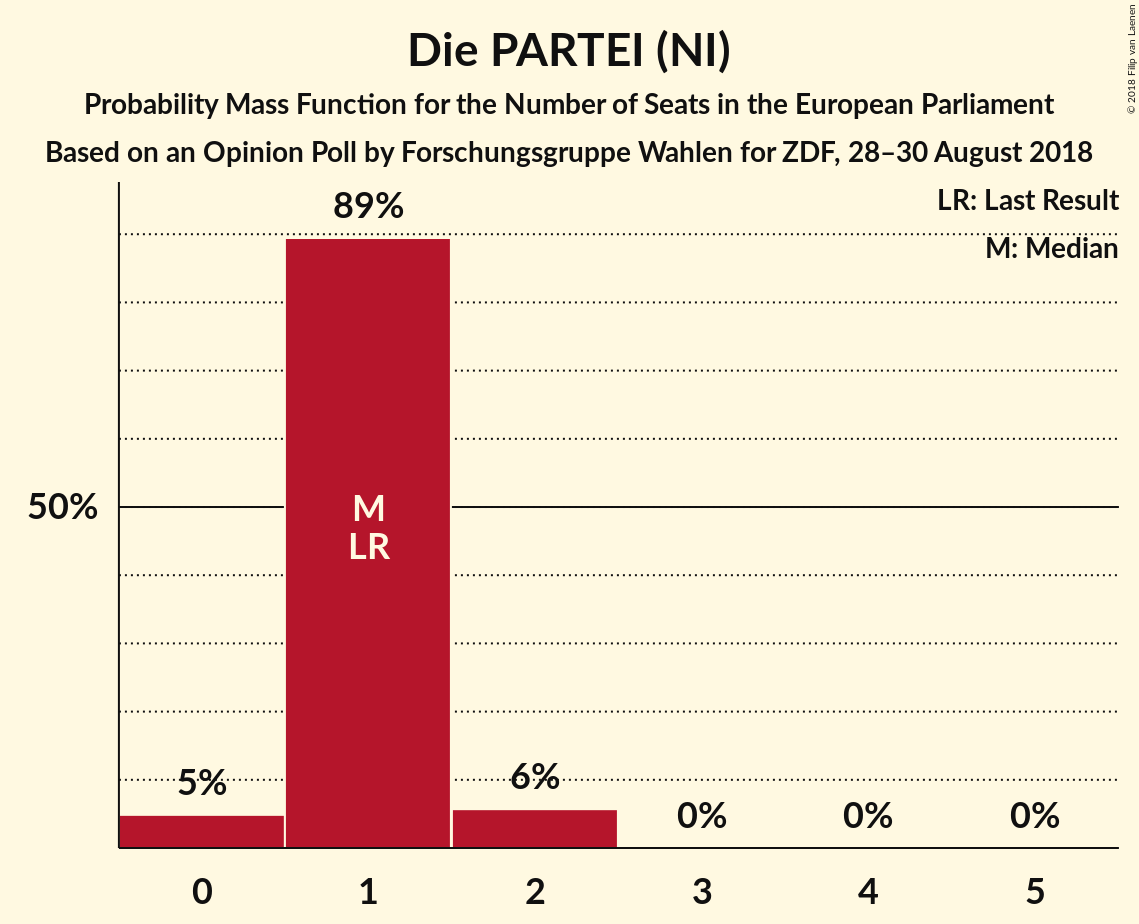 Die PARTEI (NI)
Probability Mass Function for the Number of Seats in the European Parliament
Based on an Opinion Poll by Forschungsgruppe Wahlen for ZDF, 28–30 August 2018
© 2018 Filip van Laenen
LR: Last Result
M: Median
89%
50%
M
LR
5%
6%
0%
0%
0%
0
1
2
3
4
5